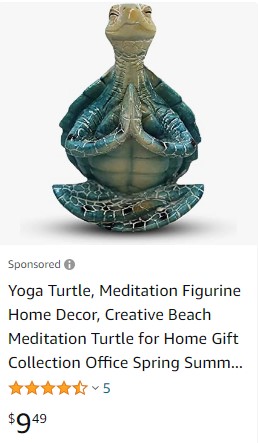 Sponsored
Yoga Turtle, Meditation Figurine
Home Decor, Creative Beach
Meditation Turtle for Home Gift
Collection Office Spring Summ...
5
$9.49